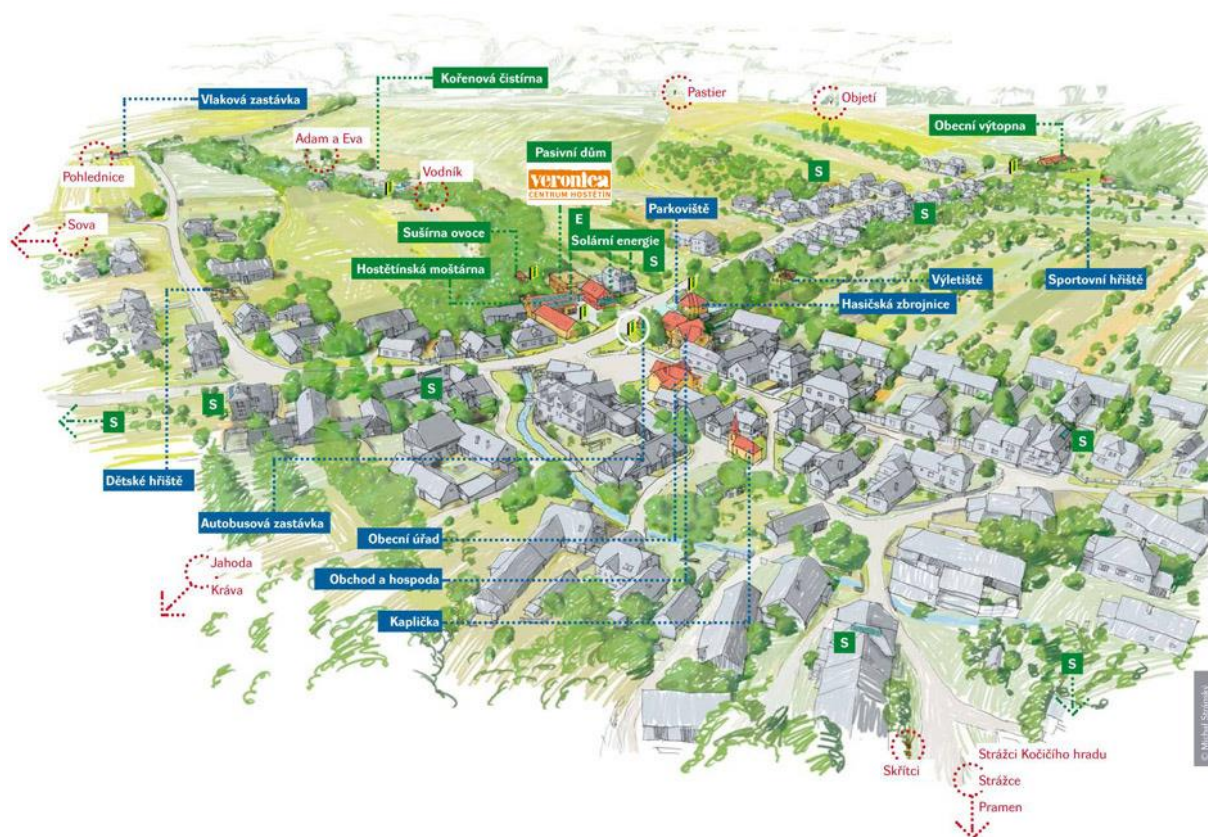 Kořenová čistírna
Vlaková zastávka
Pastier
Objetí
Obecní výtopna
Adam a Eva
Pasivní dům
veronica
CENTRUM HOSTĚTÍN
Pohlednice
Vodník
S
E
Parkoviště
S
Sova
Sušírna ovoce
Solární energie
S
Hostětínská moštárna
Výletiště
Sportovní hřiště
Hasičská zbrojnice
S
S
S
S
Dětské hřiště
Autobusová zastávka
Obecní úřad
Jahoda
Kráva
Obchod a hospoda
Kaplička
S
S
Skřítci
Strážci Kočičího hradu
Strážce
Pramen
© Michal Stránský